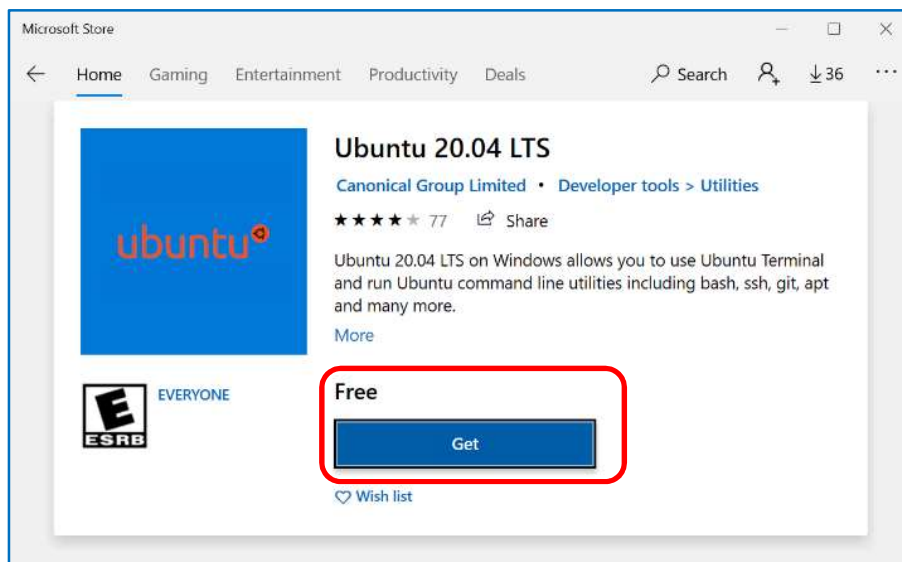 Microsoft Store
Home Gaming Entertainment Productivity Deals Search 36
Ubuntu 20.04 LTS
Canonical Group Limited • Developer tools > Utilities
77 Share
ubuntu
Ubuntu 20.04 LTS on Windows allows you to use Ubuntu Terminal
and run Ubuntu command line utilities including bash, ssh, git, apt
and many more.
More
E
ESRB
EVERYONE
Free
Get
Wish list